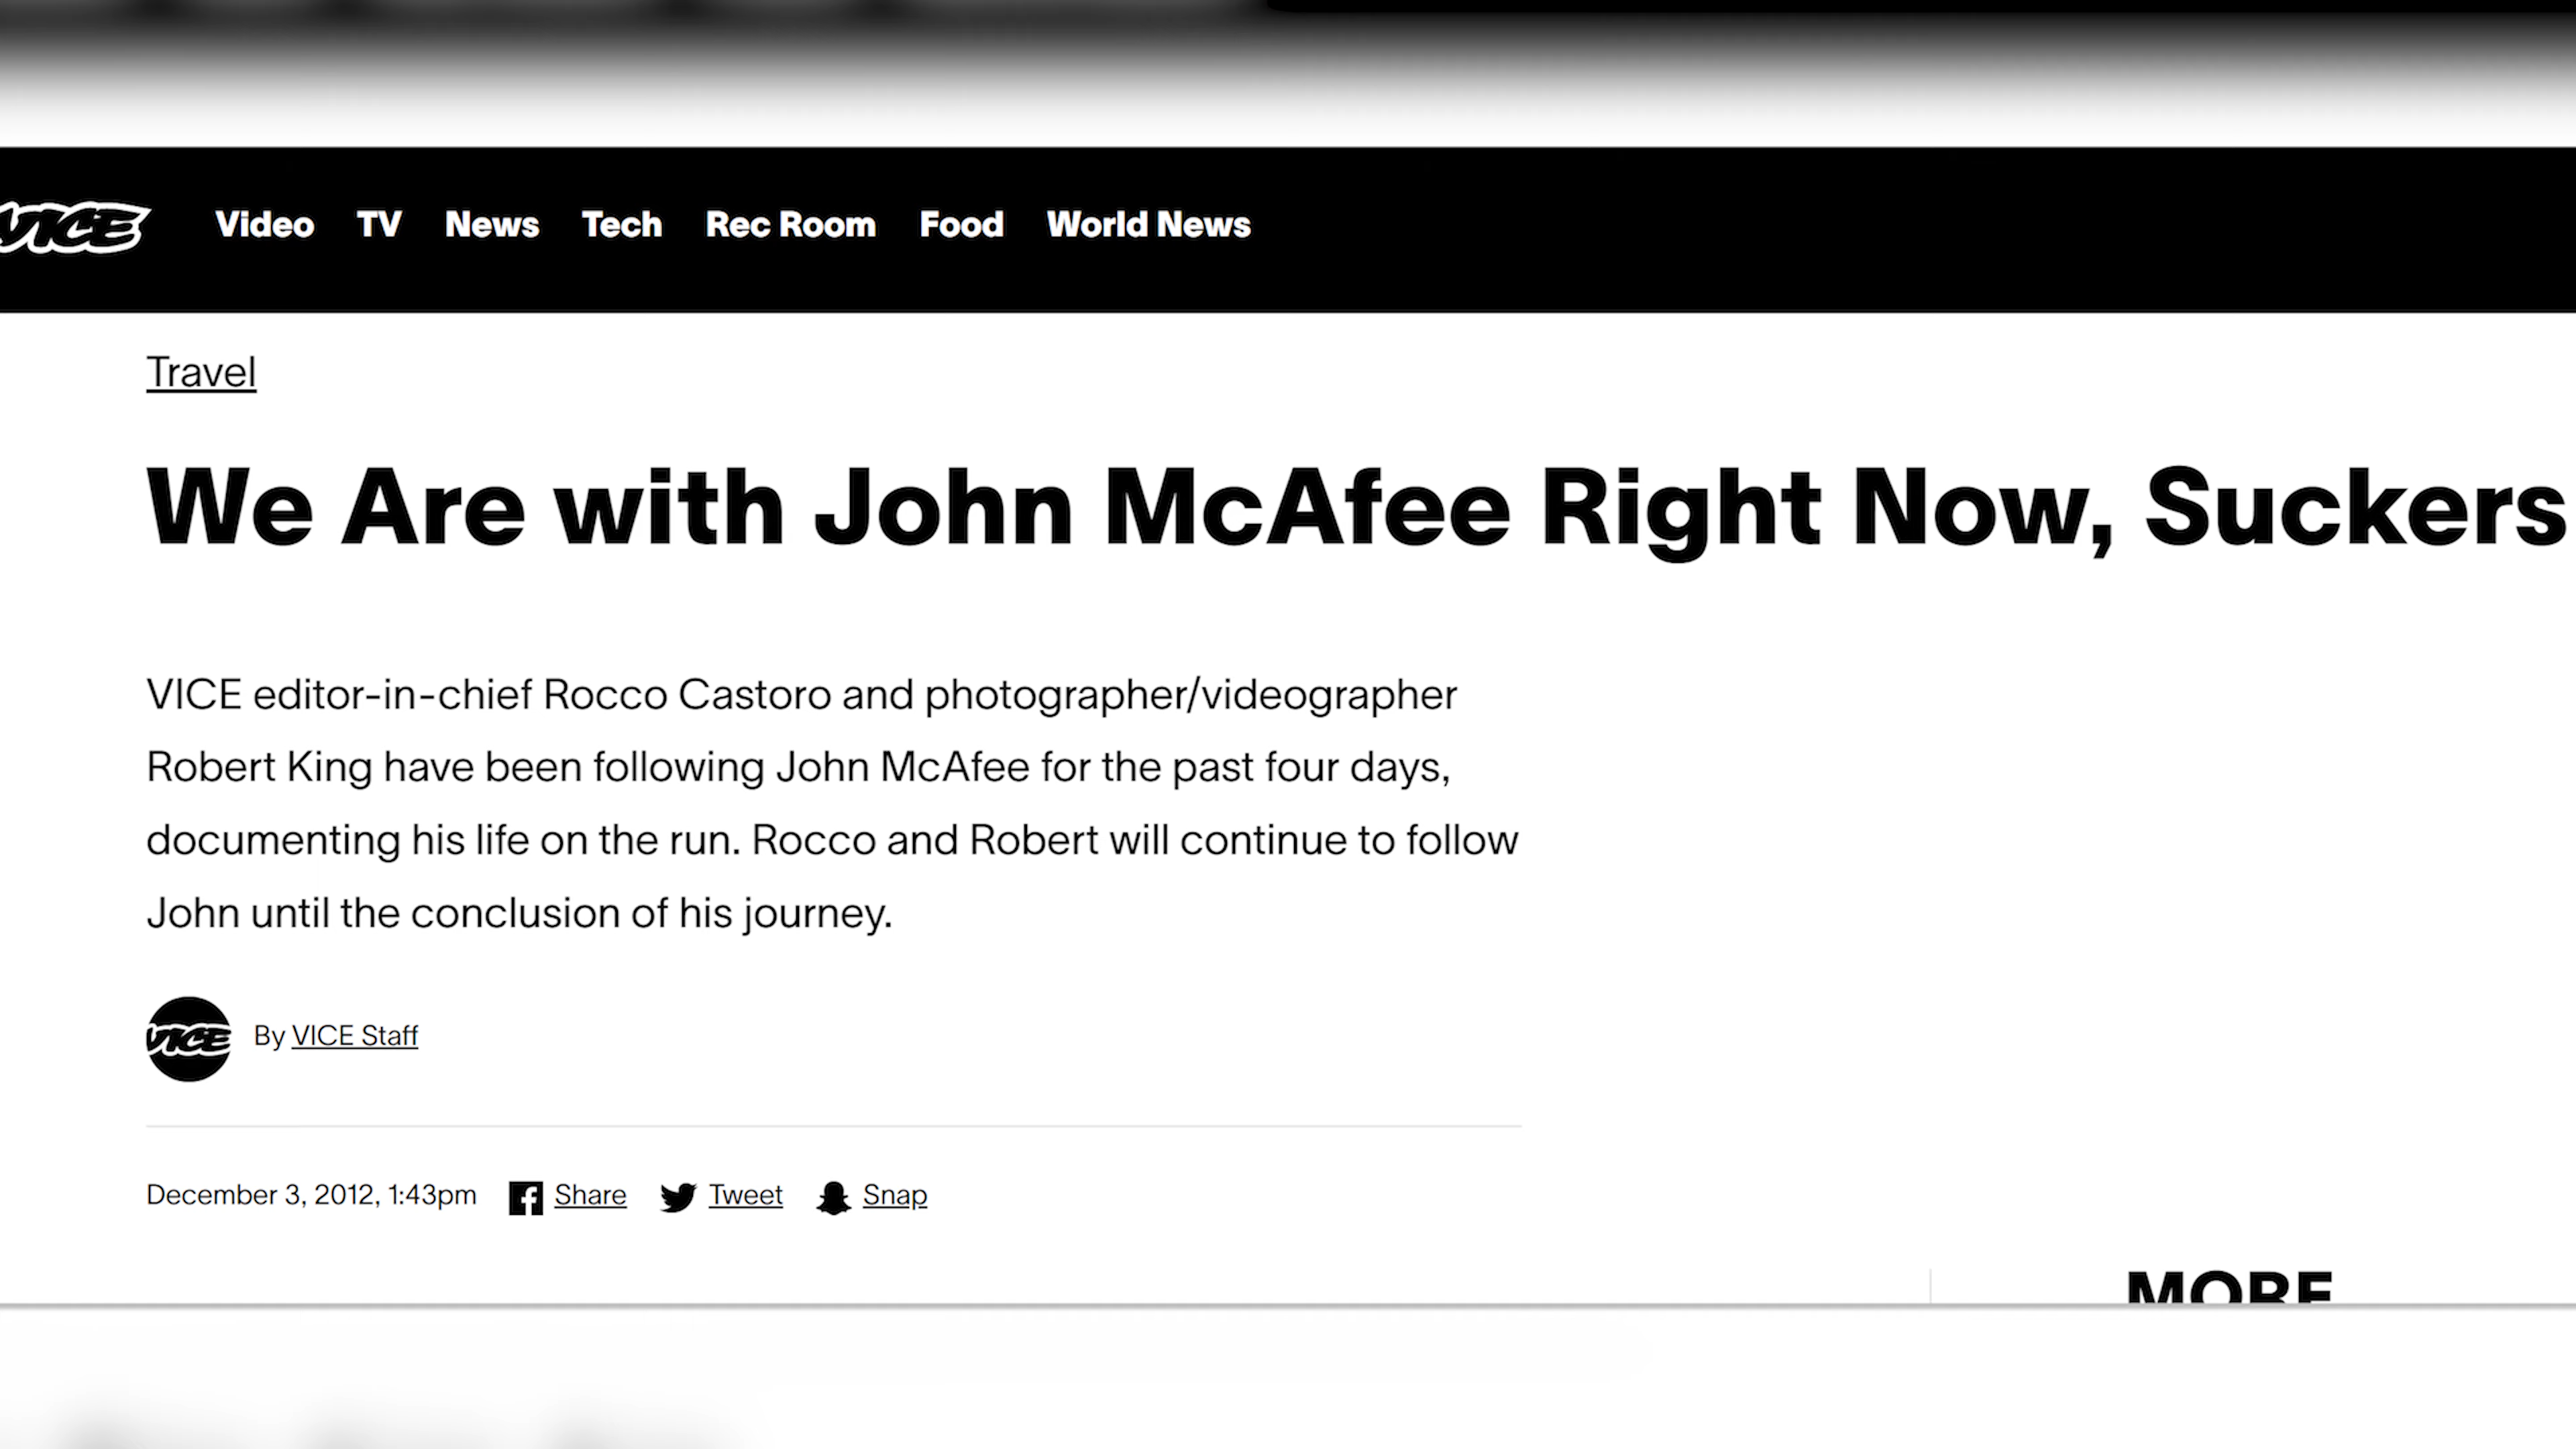 VICE Video TV News Tech Rec Room Food World News
Travel
We Are with John McAfee Right Now, Suckers
VICE editor-in-chief Rocco Castoro and photographer/videographer
Robert King have been following John McAfee for the past four days,
documenting his life on the run. Rocco and Robert will continue to follow
John until the conclusion of his journey.
VICE By VICE Staff
December 3, 2012, 1:43pm Share Tweet Snap
MORE